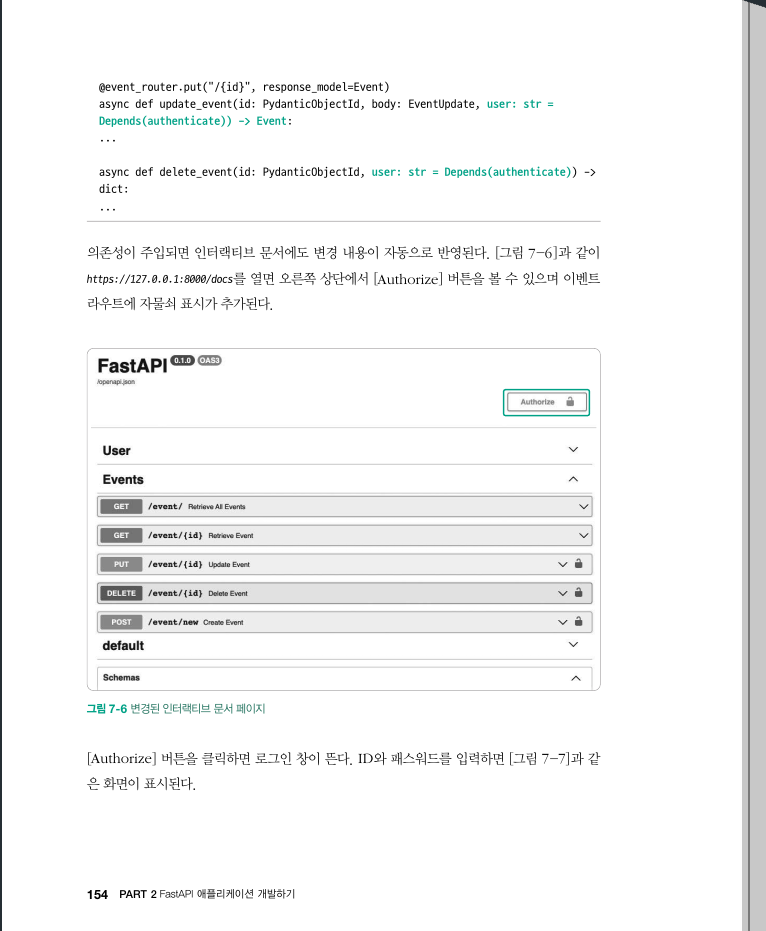 @event_router.put("/{id}", response_model=Event)
async def update_event(id: PydanticObjectId, body: EventUpdate, user: str =
Depends(authenticate)) -> Event:
...
async def delete_event(id: PydanticObjectId, user: str = Depends(authenticate)) ->
dict:
...
의존성이 주입되면 인터랙티브 문서에도 변경 내용이 자동으로 반영된다. [그림 7-6]과 같이
https://127.0.0.1:8000/docs를 열면 오른쪽 상단에서 [Authorize] 버튼을 볼 수 있으며 이벤트
라우트에 자물쇠 표시가 추가된다.
FastAPI 0.1.0 OAS3
/openapi.json
Authorize
User
Events
GET /event/ Retrieve All Events
GET /event/{id} Retrieve Event
PUT /event/{id} Update Event
DELETE /event/{id} Delete Event
POST /event/new Create Event
default
Schemas
그림 7-6 변경된 인터랙티브 문서 페이지
[Authorize] 버튼을 클릭하면 로그인 창이 뜬다. ID와 패스워드를 입력하면 [그림 7-7]과 같
은 화면이 표시된다.
154 PART 2 FastAPI 애플리케이션 개발하기